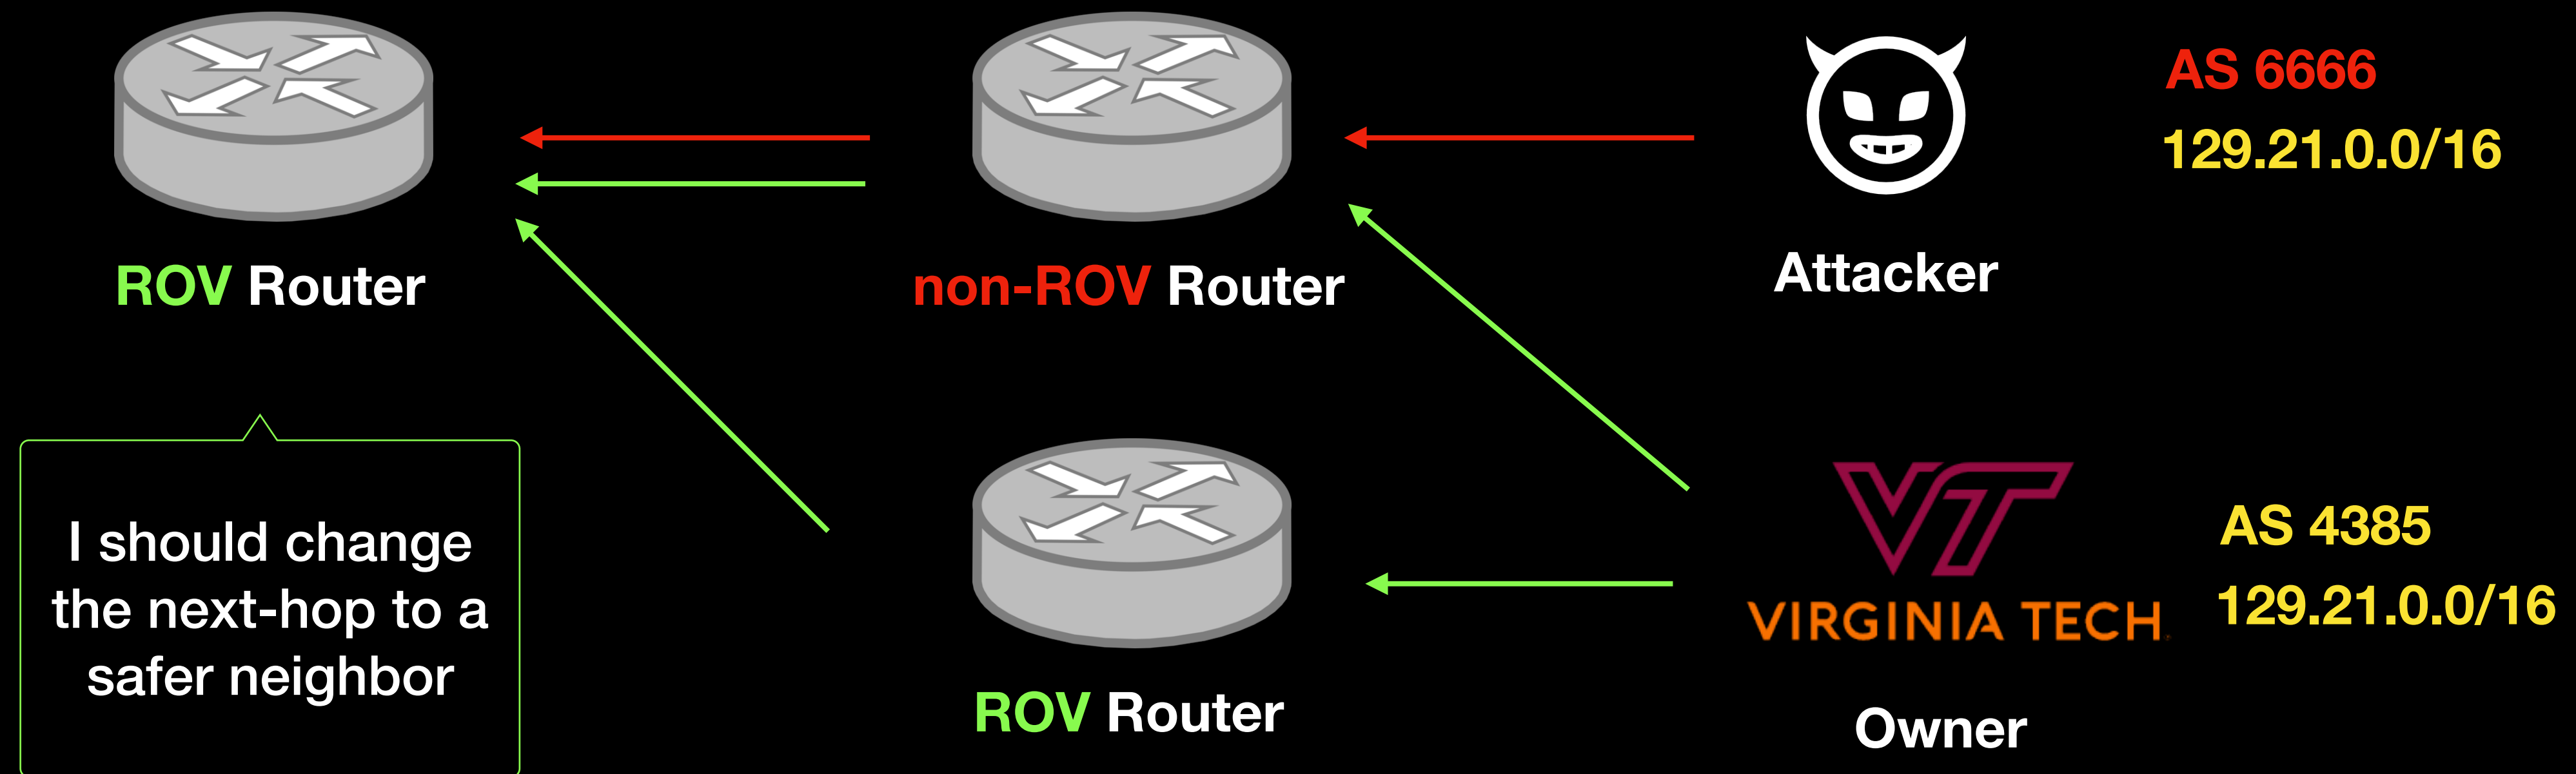 AS 6666
129.21.0.0/16
ROV Router
non-ROV Router
Attacker
I should change
the next-hop to a
safer neighbor
ROV Router
VT
VIRGINIA TECH.
Owner
AS 4385
129.21.0.0/16